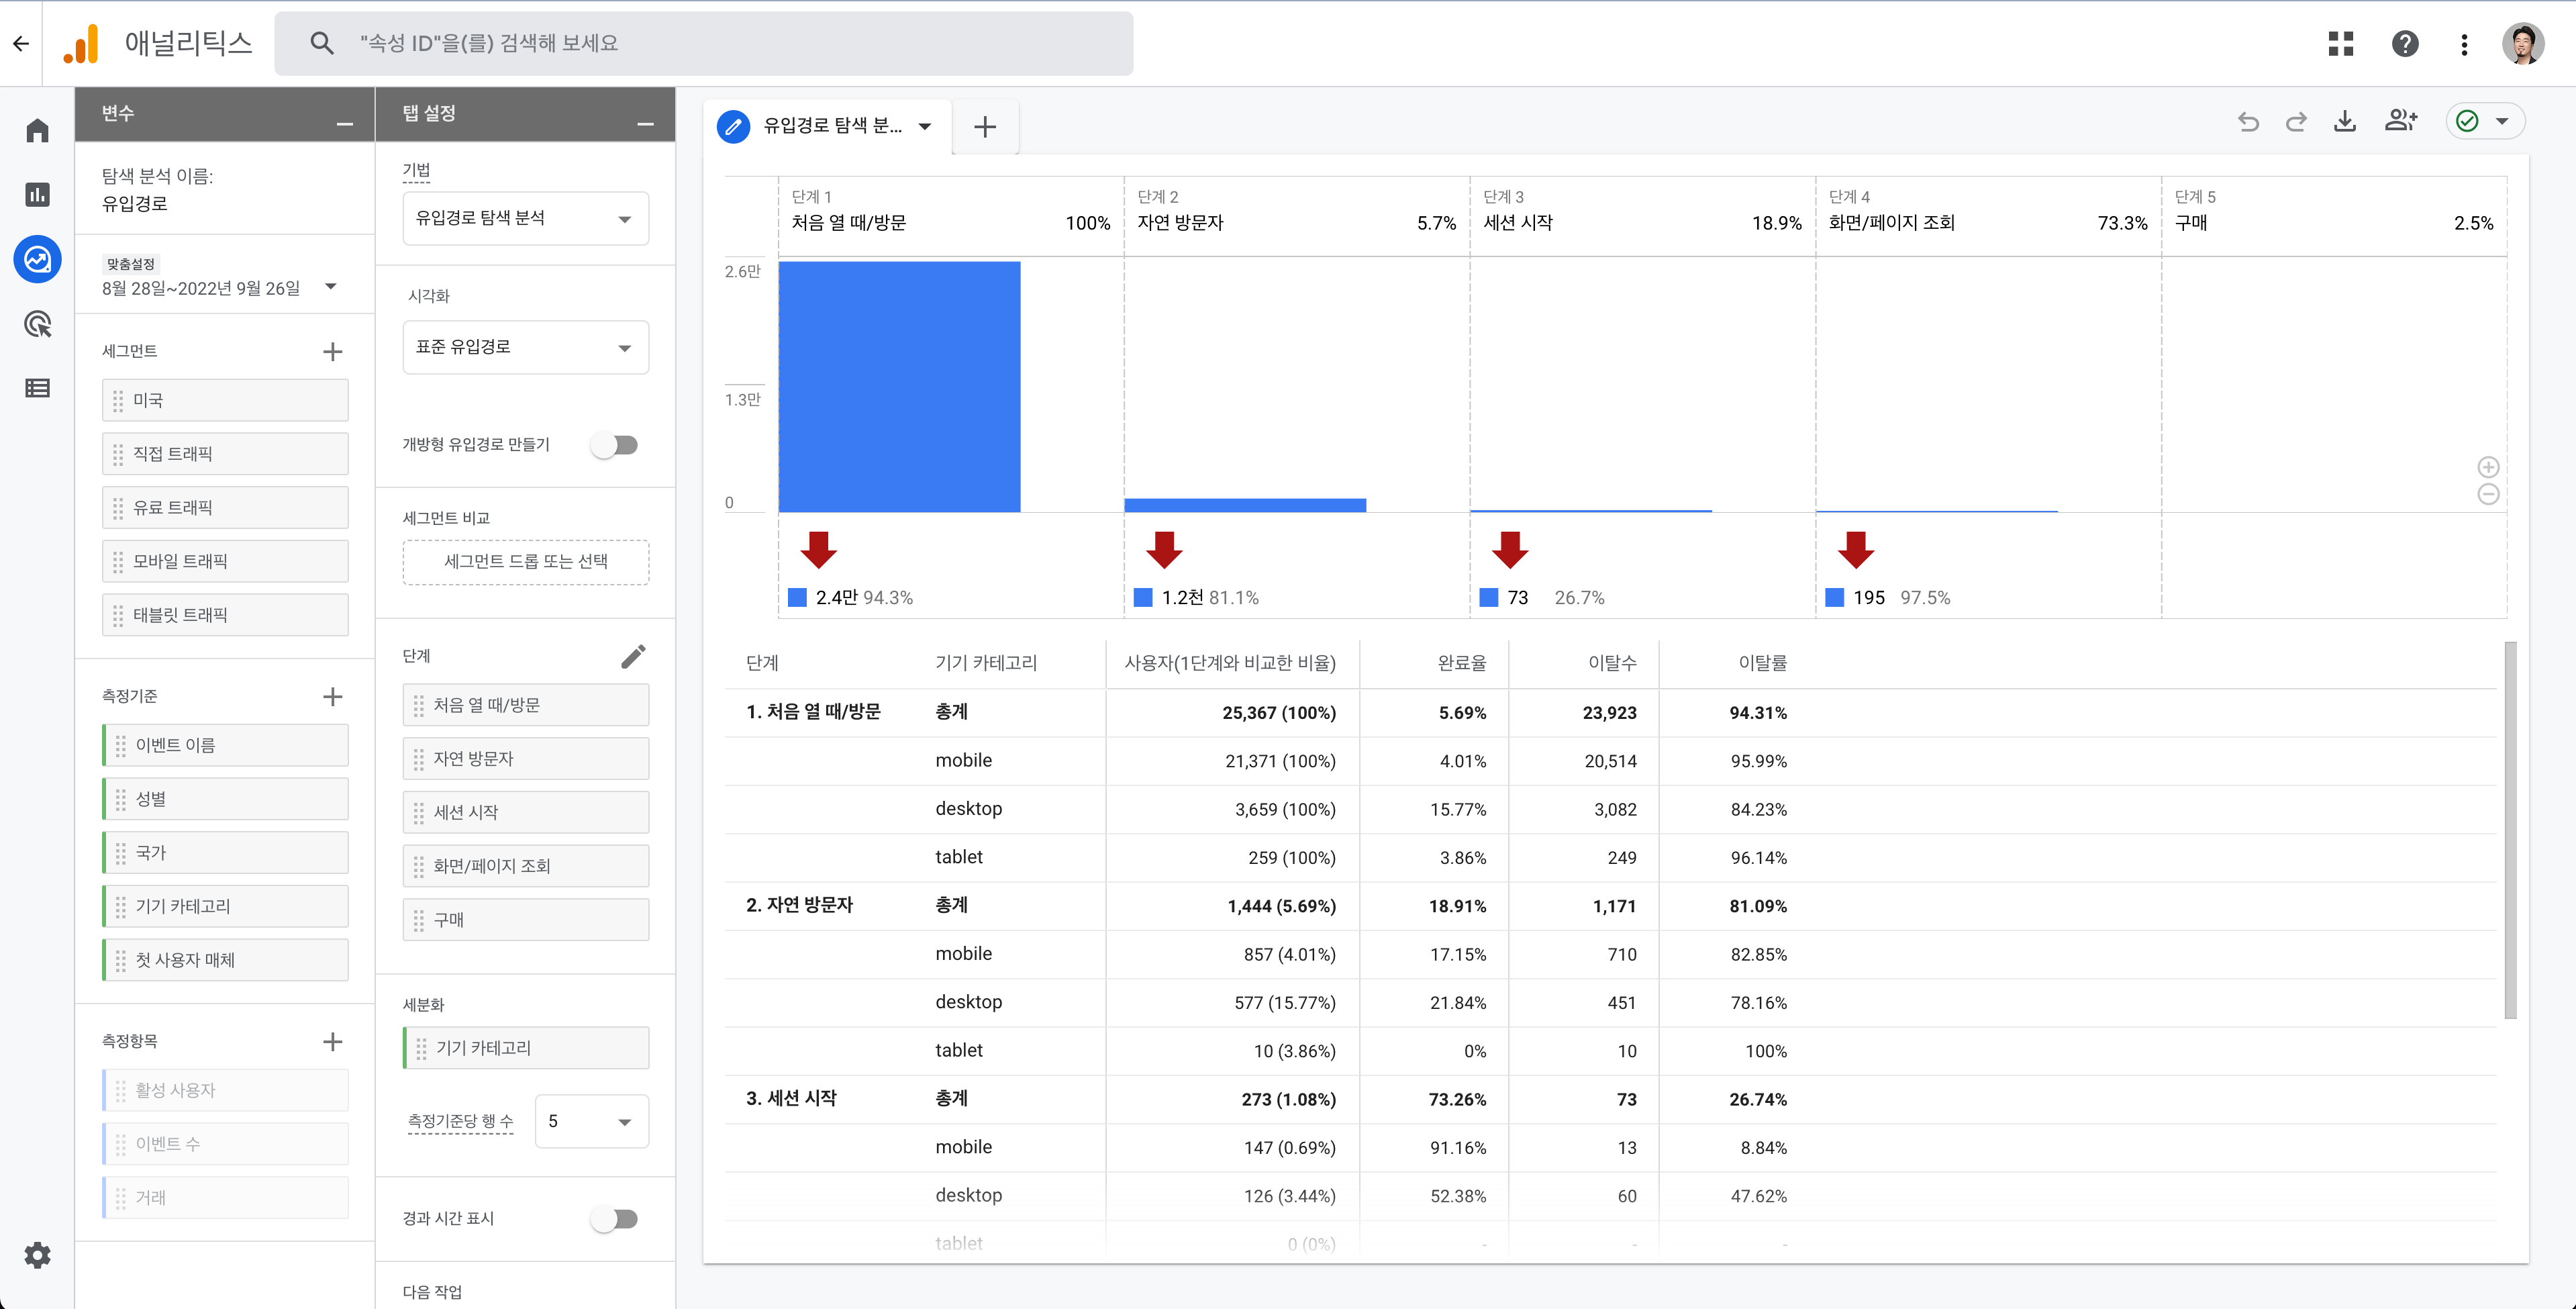 애널리틱스
"속성 ID"을(를) 검색해 보세요
변수
탐색 분석 이름:
유입경로
맞춤설정
8월 28일~2022년 9월 26일
세그먼트
미국
직접 트래픽
유료 트래픽
모바일 트래픽
태블릿 트래픽
측정기준
이벤트 이름
성별
국가
기기 카테고리
첫 사용자 매체
측정항목
활성 사용자
이벤트 수
거래
탭 설정
기법
유입경로 탐색 분석
시각화
표준 유입경로
개방형 유입경로 만들기
세그먼트 비교
세그먼트 드롭 또는 선택
단계
처음 열 때/방문
자연 방문자
세션 시작
화면/페이지 조회
구매
세분화
기기 카테고리
측정기준당 행 수 5
경과 시간 표시
다음 작업
유입경로 탐색 분...
단계 1
처음 열 때/방문 100%
단계 2
자연 방문자 5.7%
단계 3
세션 시작 18.9%
단계 4
화면/페이지 조회 73.3%
단계 5
구매 2.5%
2.6만
1.3만
0
2.4만 94.3%
1.2천 81.1%
73 26.7%
195 97.5%
단계 기기 카테고리 사용자(1단계와 비교한 비율) 완료율 이탈수 이탈률
1. 처음 열 때/방문 총계 25,367 (100%) 5.69% 23,923 94.31%
mobile 21,371 (100%) 4.01% 20,514 95.99%
desktop 3,659 (100%) 15.77% 3,082 84.23%
tablet 259 (100%) 3.86% 249 96.14%
2. 자연 방문자 총계 1,444 (5.69%) 18.91% 1,171 81.09%
mobile 857 (4.01%) 17.15% 710 82.85%
desktop 577 (15.77%) 21.84% 451 78.16%
tablet 10 (3.86%) 0% 10 100%
3. 세션 시작 총계 273 (1.08%) 73.26% 73 26.74%
mobile 147 (0.69%) 91.16% 13 8.84%
desktop 126 (3.44%) 52.38% 60 47.62%
tablet 0 (0%) - - -